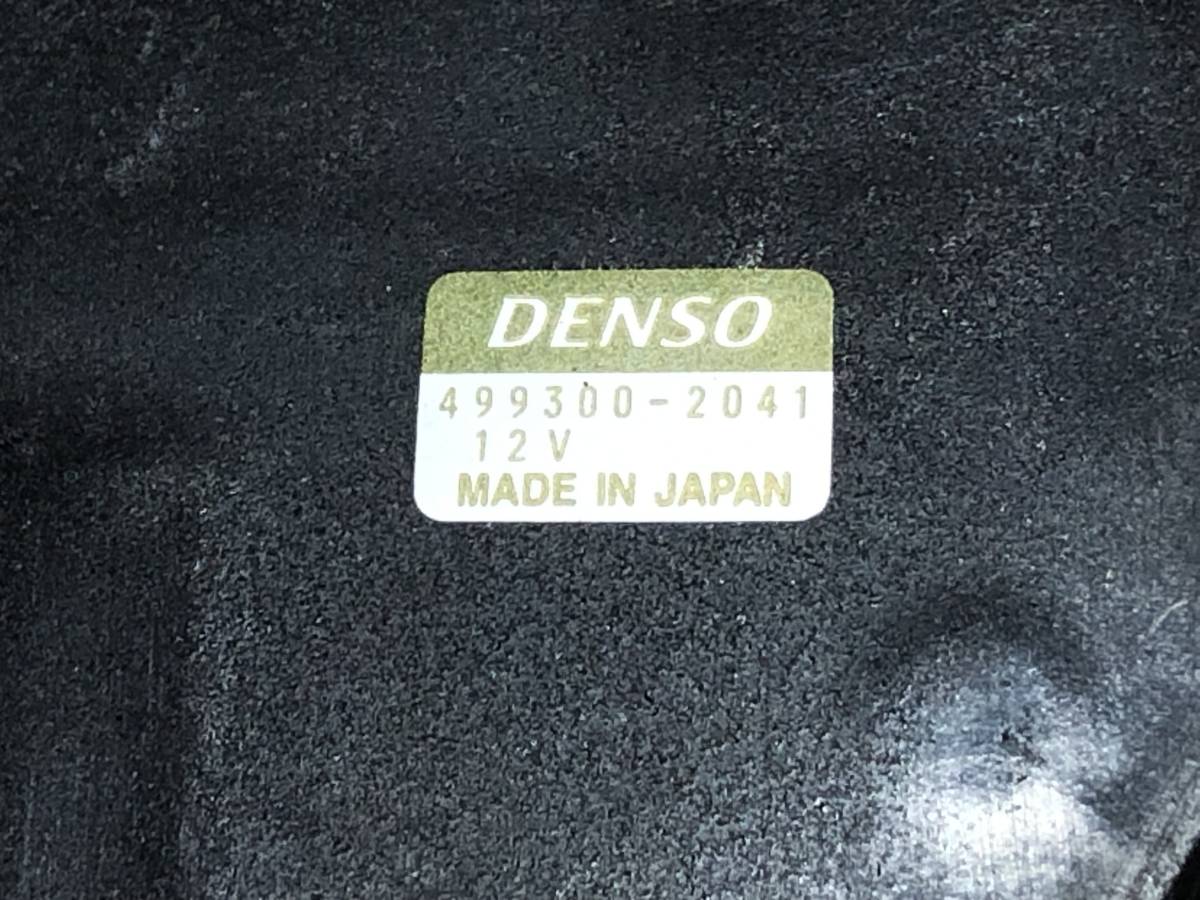 DENSO
499300-2041
12V
MADE IN JAPAN